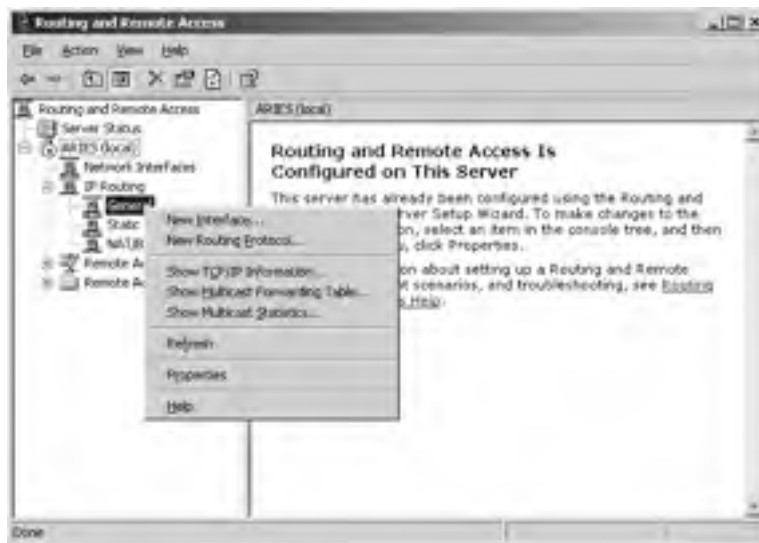 Routing and Remote Access
File Action View Help
Routing and Remote Access
Server Status
ARIES (local)
Network Interfaces
IP Routing
General
Static
NAT/B
Remote A
Remote A
New Interface...
New Routing Protocol...
Show TCP/IP Information...
Show Multicast Forwarding Table...
Show Multicast Statistics...
Refresh
Properties
Help
ARIES (local)
Routing and Remote Access Is
Configured on This Server
This server has already been configured using the Routing and
ver Setup Wizard. To make changes to the
on, select an item in the console tree, and then
, click Properties.
on about setting up a Routing and Remote
t scenarios, and troubleshooting, see Routing
s Help.
Done